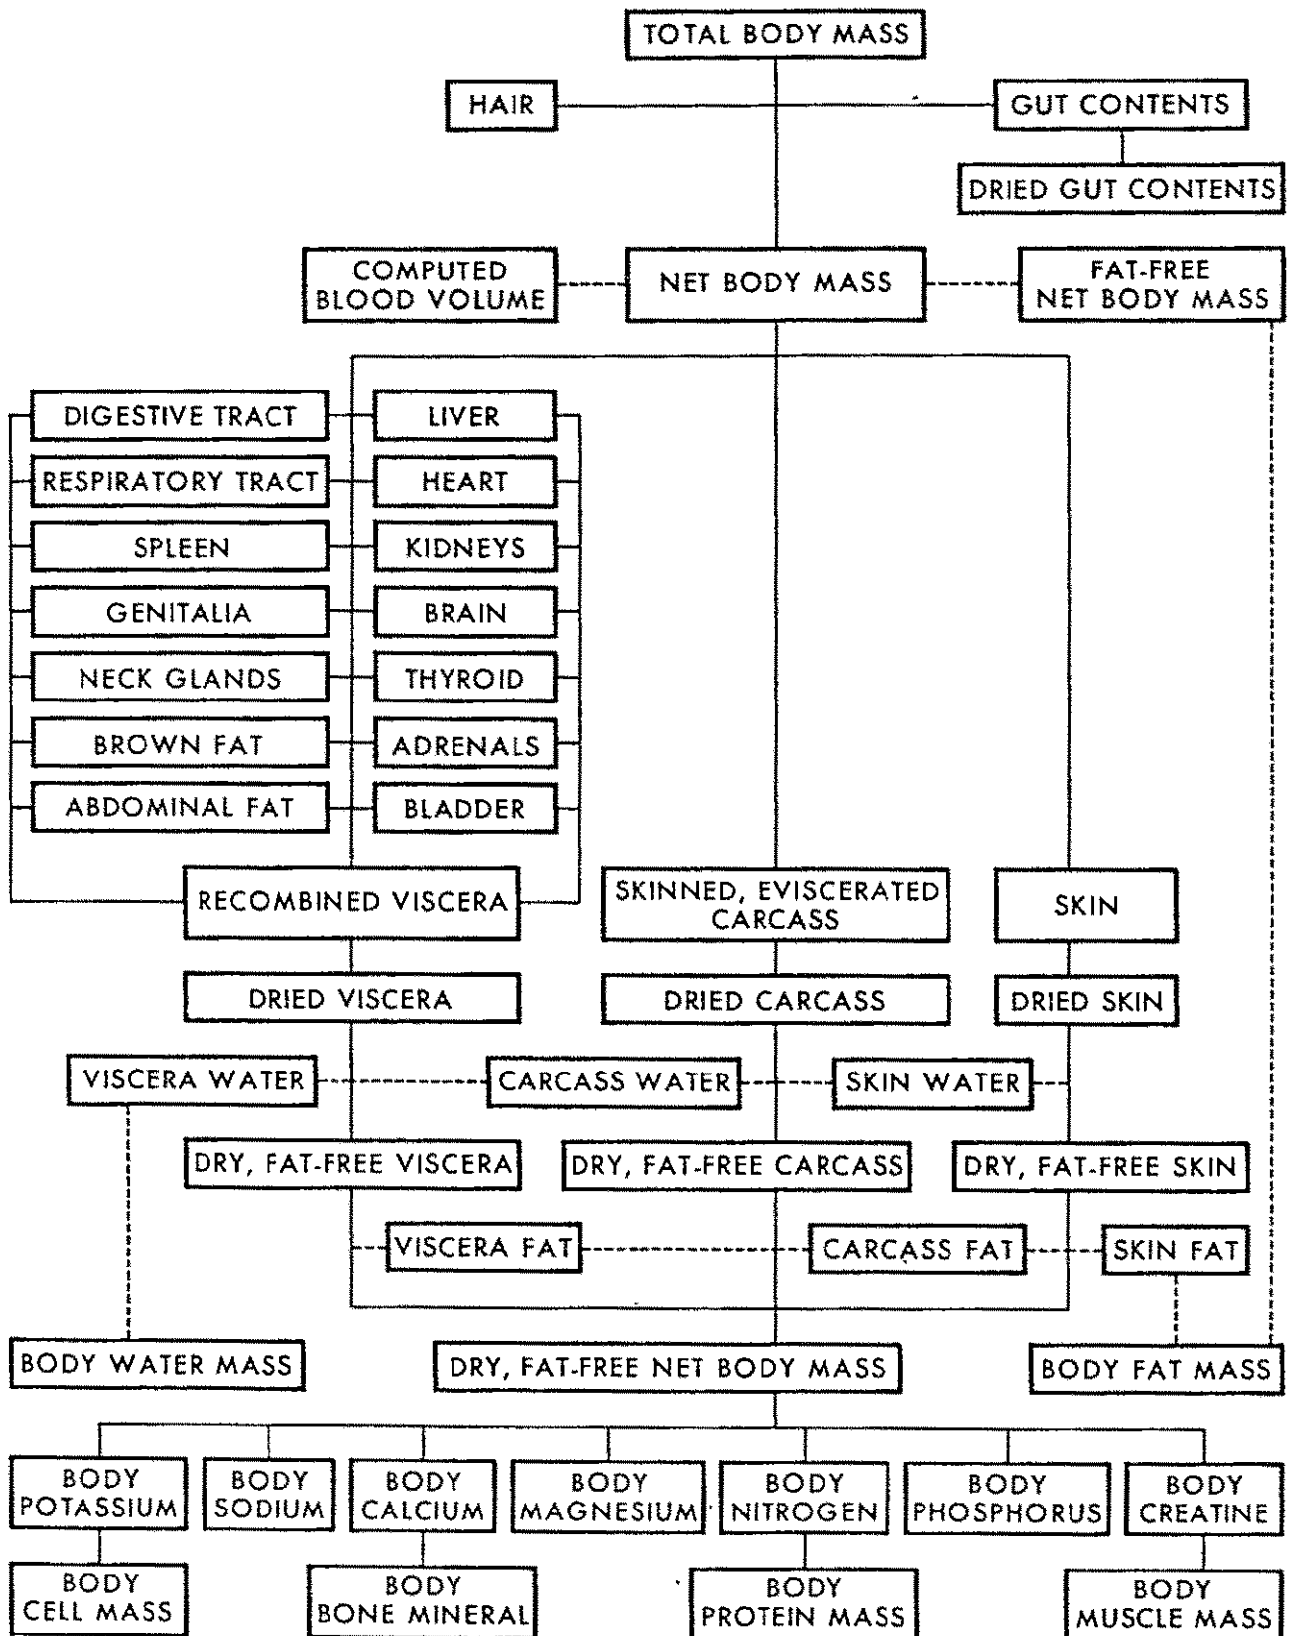 TOTAL BODY MASS
HAIR
GUT CONTENTS
DRIED GUT CONTENTS
COMPUTED
BLOOD VOLUME
NET BODY MASS
FAT-FREE
NET BODY MASS
DIGESTIVE TRACT
LIVER
RESPIRATORY TRACT
HEART
SPLEEN
KIDNEYS
GENITALIA
BRAIN
NECK GLANDS
THYROID
BROWN FAT
ADRENALS
ABDOMINAL FAT
BLADDER
RECOMBINED VISCERA
SKINNED, EVISCERATED
CARCASS
SKIN
DRIED VISCERA
DRIED CARCASS
DRIED SKIN
VISCERA WATER
CARCASS WATER
SKIN WATER
DRY, FAT-FREE VISCERA
DRY, FAT-FREE CARCASS
DRY, FAT-FREE SKIN
VISCERA FAT
CARCASS FAT
SKIN FAT
BODY WATER MASS
DRY, FAT-FREE NET BODY MASS
BODY FAT MASS
BODY
POTASSIUM
BODY
SODIUM
BODY
CALCIUM
BODY
MAGNESIUM
BODY
NITROGEN
BODY
PHOSPHORUS
BODY
CREATINE
BODY
CELL MASS
BODY
BONE MINERAL
BODY
PROTEIN MASS
BODY
MUSCLE MASS